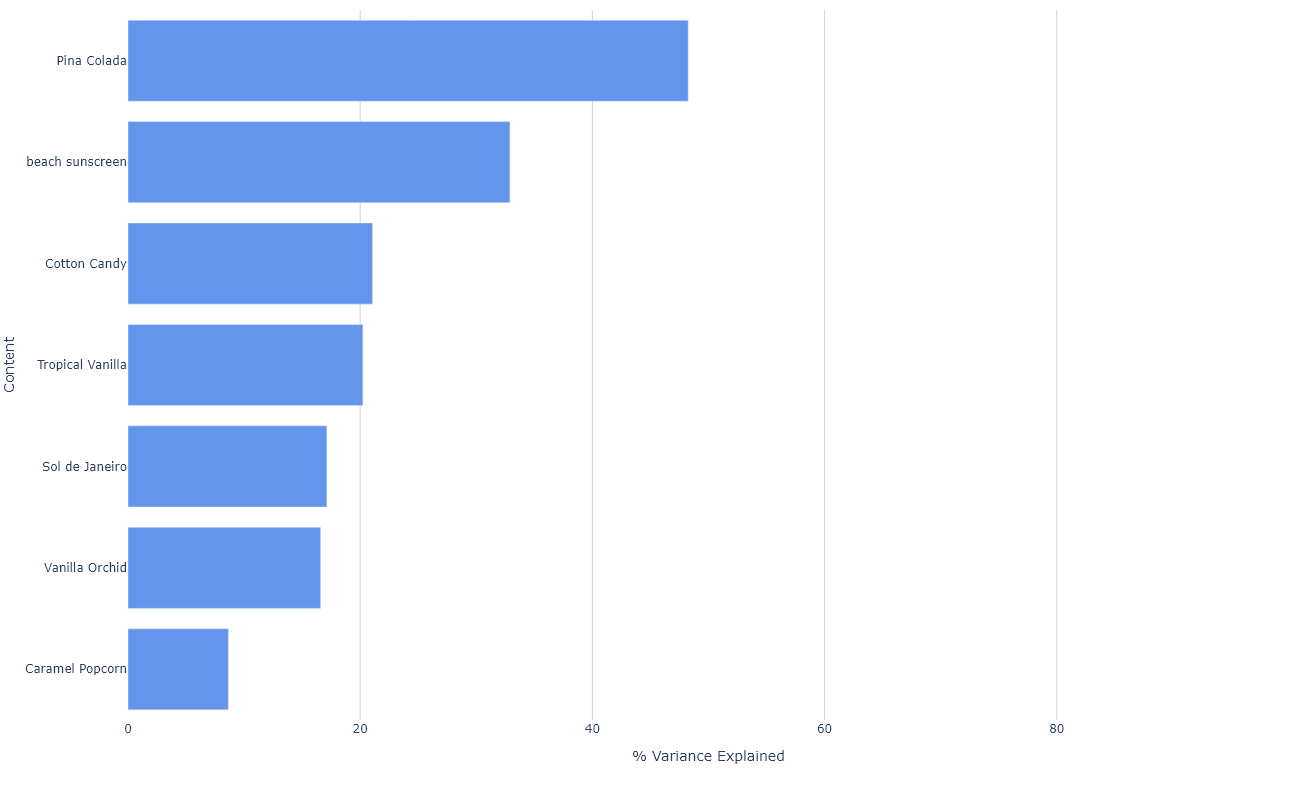 Content
Pina Colada
beach sunscreen
Cotton Candy
Tropical Vanilla
Sol de Janeiro
Vanilla Orchid
Caramel Popcorn
0 20 40 60 80
% Variance Explained